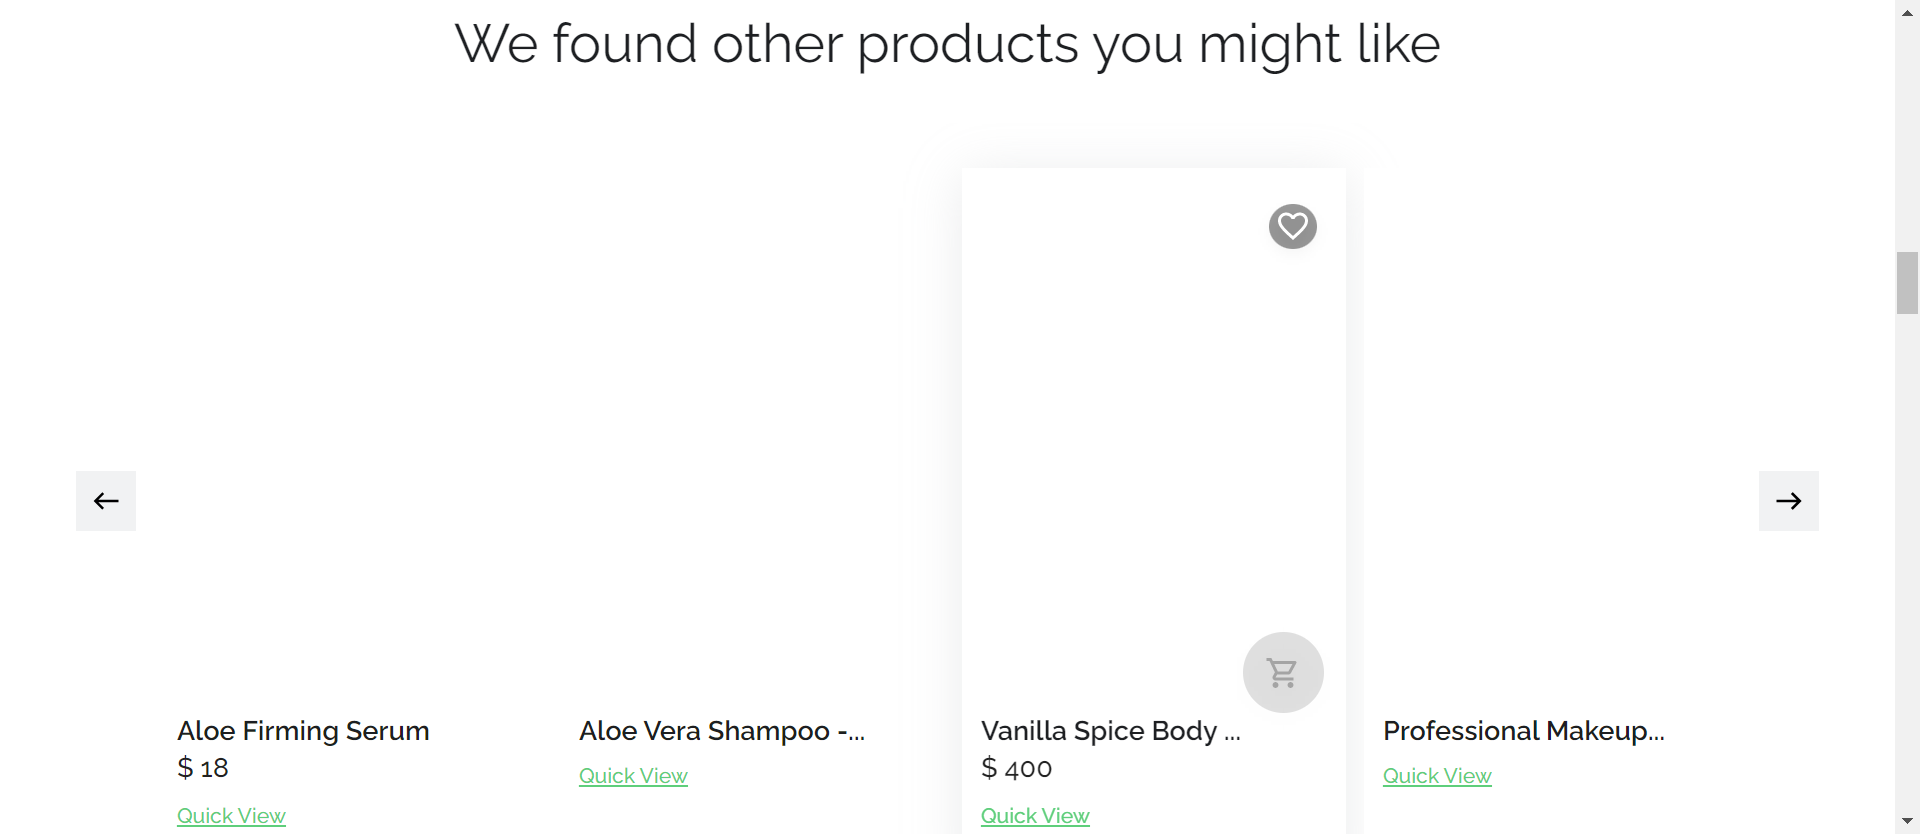 We found other products you might like
Aloe Firming Serum
$ 18
Quick View
Aloe Vera Shampoo -...
Quick View
Vanilla Spice Body ...
$ 400
Quick View
Professional Makeup...
Quick View